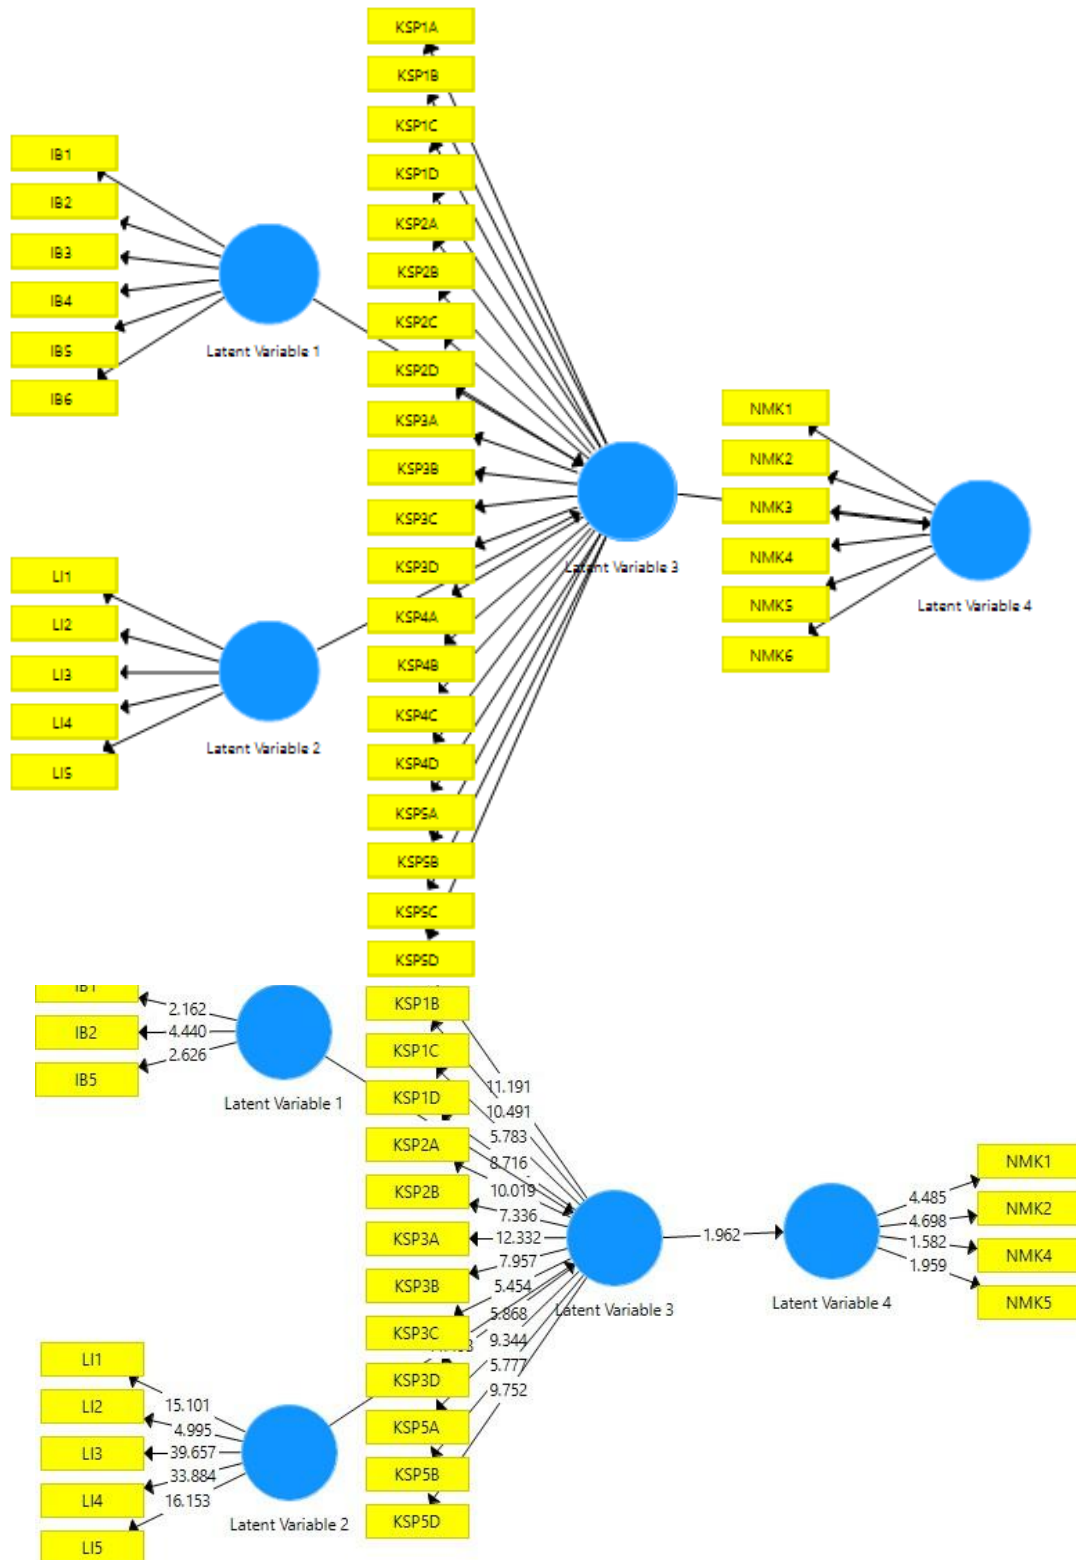 KSP1A
KSP1B
KSP1C
KSP1D
KSP2A
KSP2B
KSP2C
KSP2D
KSP3A
KSP3B
KSP3C
KSP3D
KSP4A
KSP4B
KSP4C
KSP4D
KSP5A
KSP5B
KSP5C
KSP5D
IB1
IB2
IB3
IB4
IB5
IB6
Latent Variable 1
LI1
LI2
LI3
LI4
LI5
Latent Variable 2
Latent Variable 3
NMK1
NMK2
NMK3
NMK4
NMK5
NMK6
Latent Variable 4
IB1
IB2
IB5
2.162
4.440
2.626
Latent Variable 1
KSP1B
KSP1C
KSP1D
KSP2A
KSP2B
KSP3A
KSP3B
KSP3C
KSP3D
KSP5A
KSP5B
KSP5D
11.191
10.491
5.783
8.716
10.019
7.336
12.332
7.957
5.454
5.868
9.344
5.777
9.752
Latent Variable 3
1.962
Latent Variable 4
4.485
4.698
1.582
1.959
NMK1
NMK2
NMK4
NMK5
LI1
LI2
LI3
LI4
LI5
15.101
4.995
39.657
33.884
16.153
Latent Variable 2